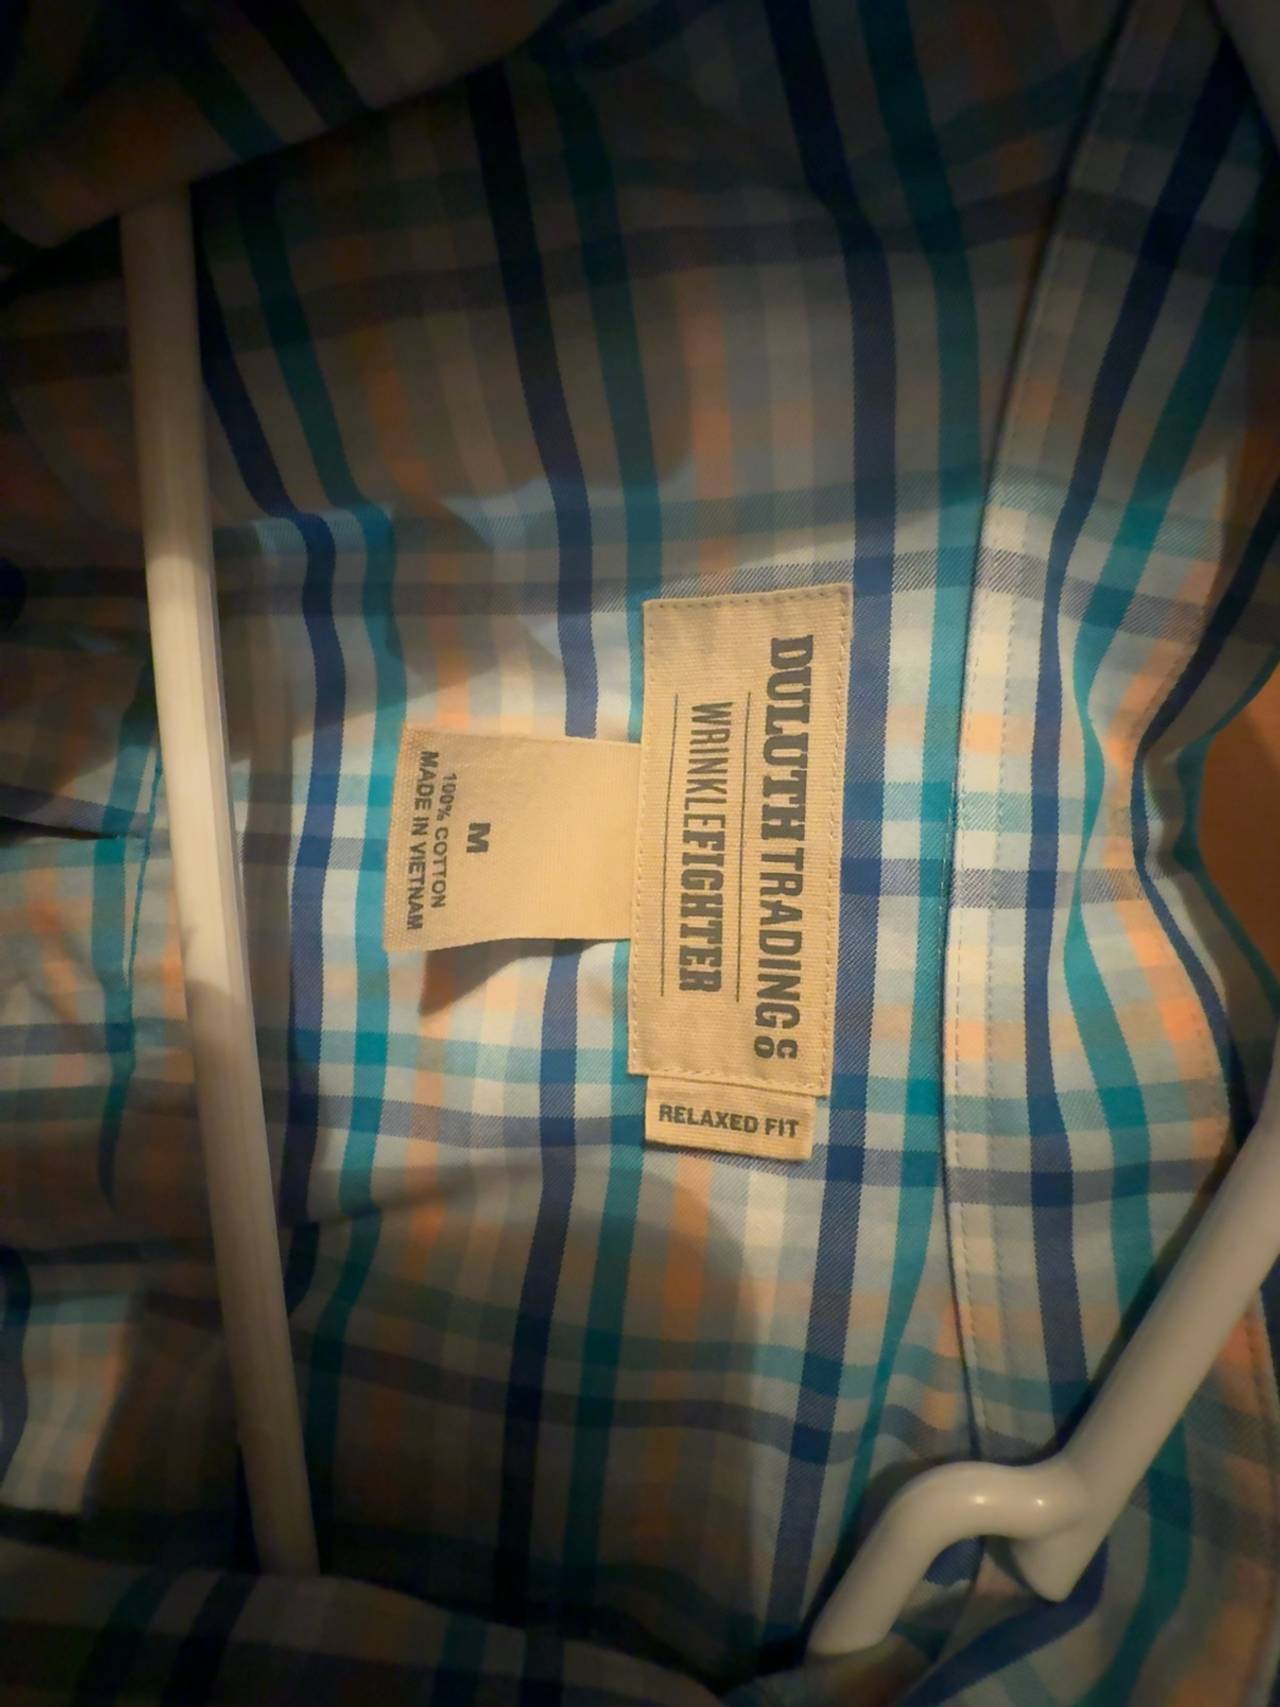 DULUTH TRADING CO
WRINKLEFIGHTER
RELAXED FIT
M
100% COTTON
MADE IN VIETNAM